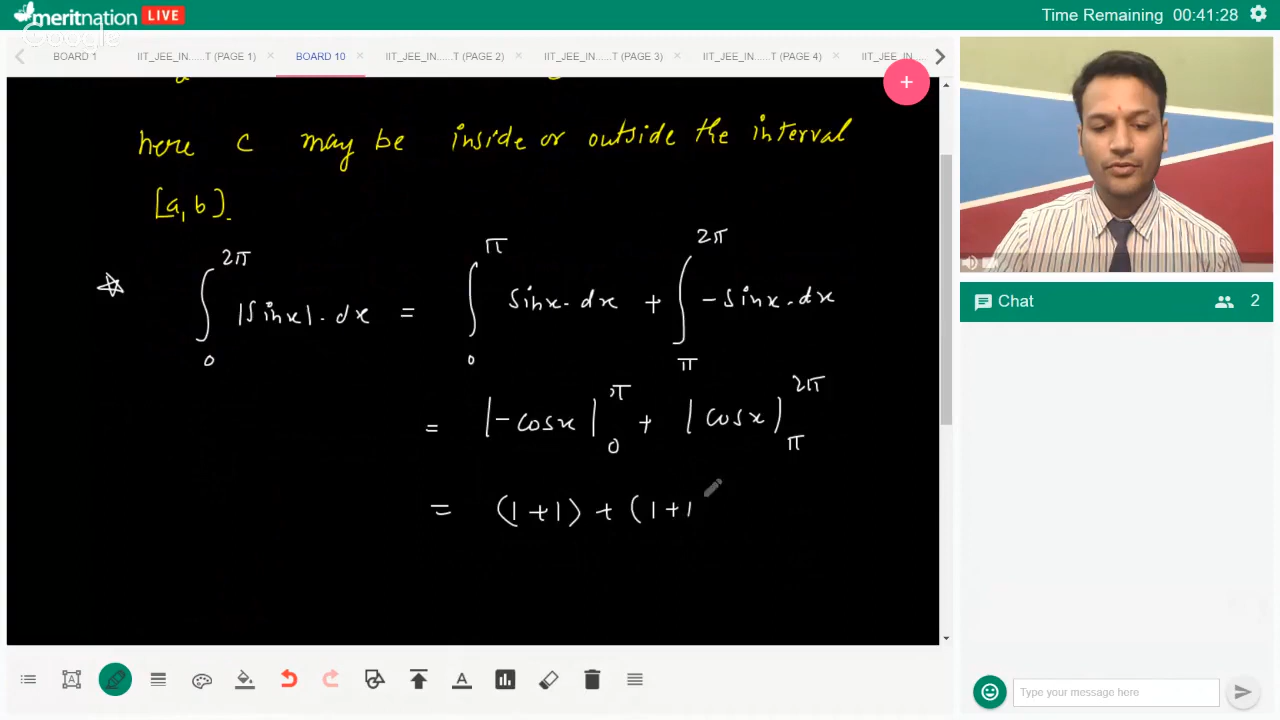 meritnation LIVE
Google
Time Remaining 00:41:28
BOARD 1 IIT_JEE_IN......T (PAGE 1) × BOARD 10 × IIT_JEE_IN......T (PAGE 2) × IIT_JEE_IN......T (PAGE 3) × IIT_JEE_IN......T (PAGE 4) × IIT_JEE_IN....
+
here c may be inside or outside the interval
[a, b].
☆ ∫₀^2π |sinx|. dx = ∫₀^π sinx. dx + ∫_π^2π -sinx. dx
= |-cosx|₀^π + |cosx]_π^2π
= (1+1) + (1+1
Chat 2
A
A
Type your message here